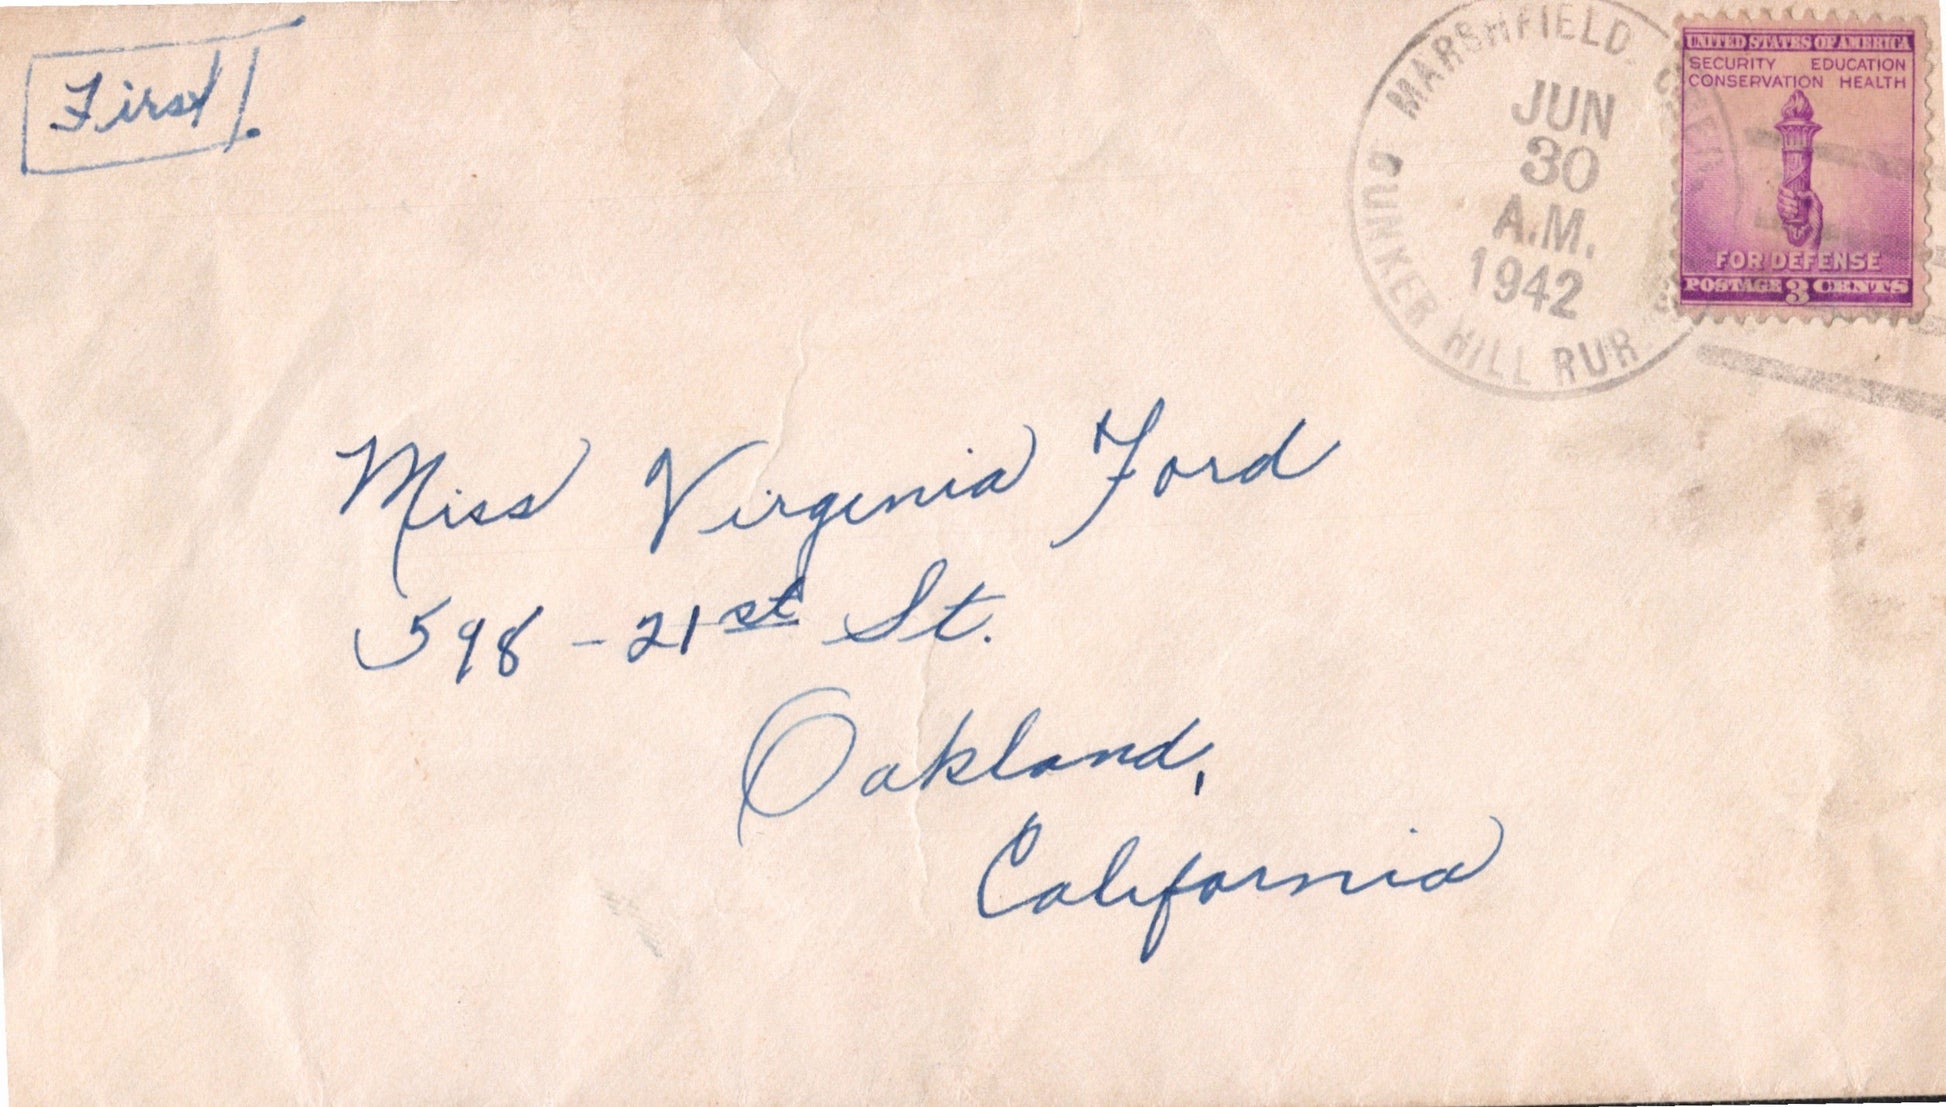 First!
MARSHFIELD, OREG.
JUN
30
A.M.
1942
BUNKER HILL RUR.
UNITED STATES OF AMERICA
SECURITY EDUCATION
CONSERVATION HEALTH
FOR DEFENSE
POSTAGE 3 CENTS
Miss Virginia Ford
598 - 21st St.
Oakland,
California